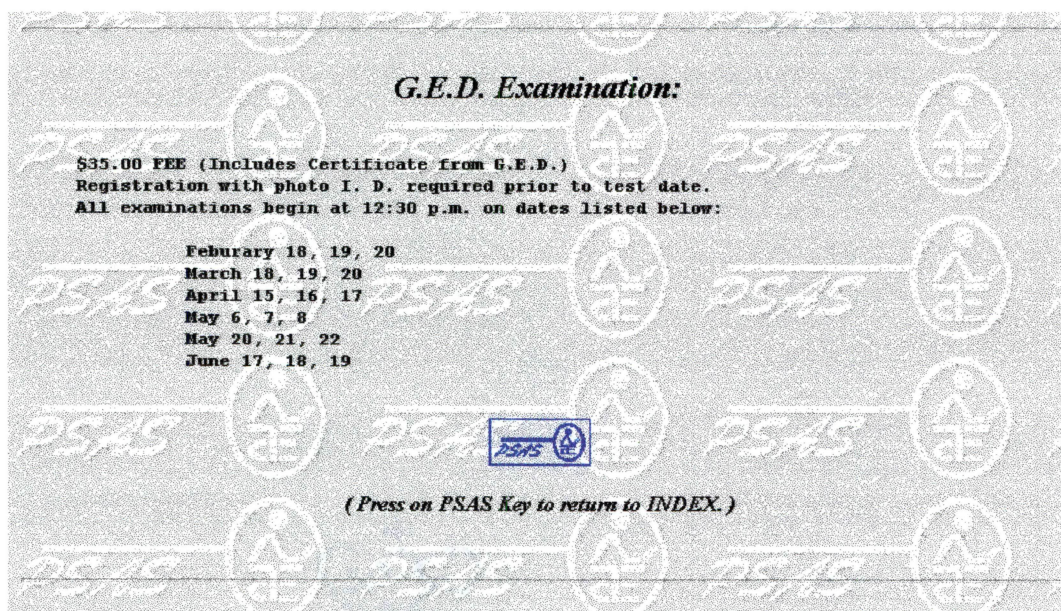 G.E.D. Examination:
$35.00 FEE (Includes Certificate from G.E.D.)
Registration with photo I. D. required prior to test date.
All examinations begin at 12:30 p.m. on dates listed below:
Feburary 18, 19, 20
March 18, 19, 20
April 15, 16, 17
May 6, 7, 8
May 20, 21, 22
June 17, 18, 19
PSAS
( Press on PSAS Key to return to INDEX. )